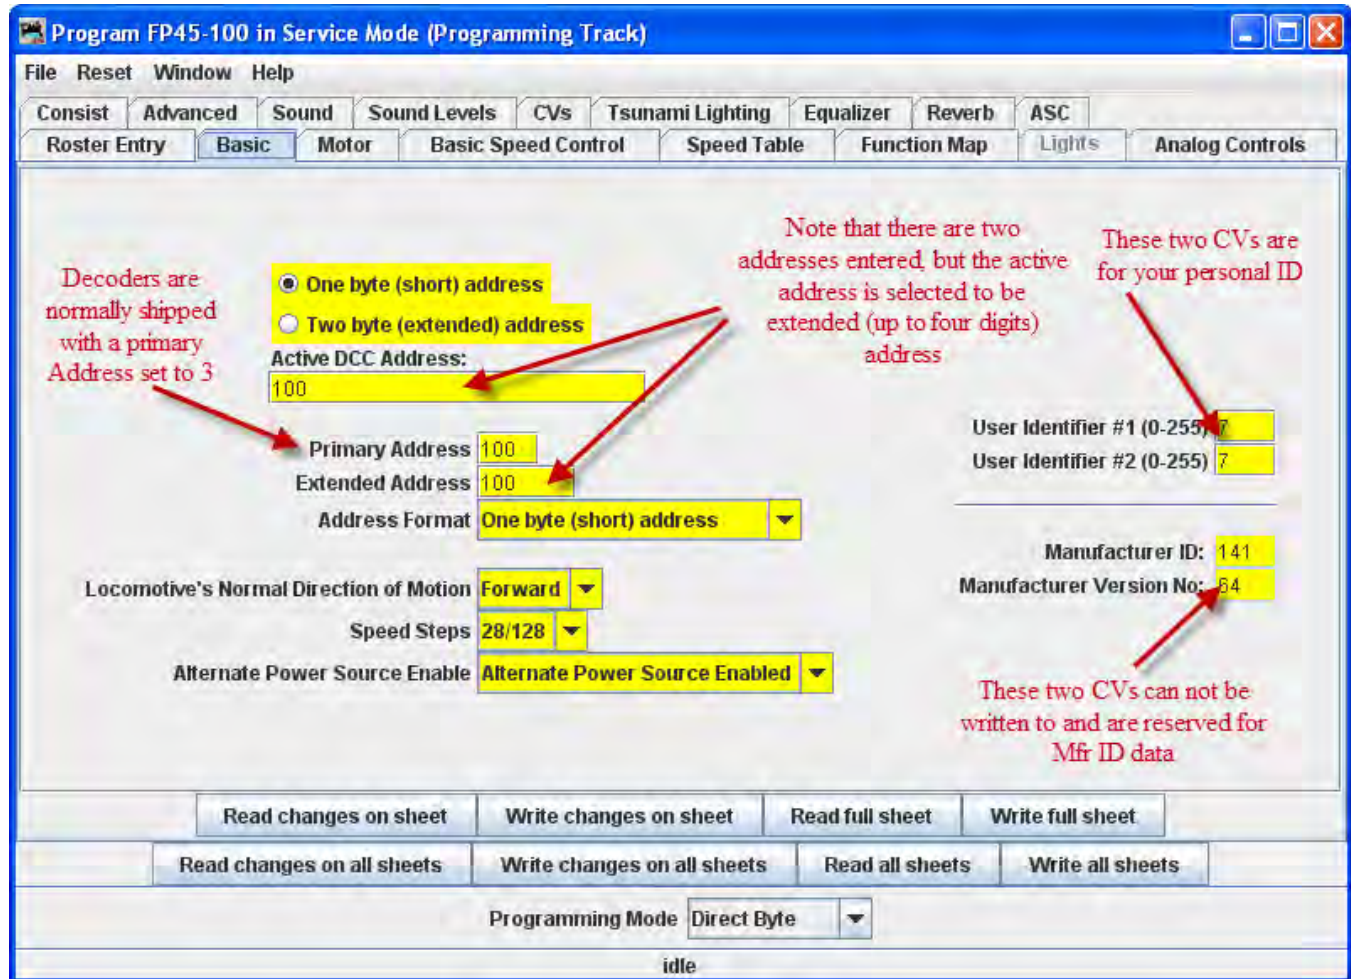 Program FP45-100 in Service Mode (Programming Track)
File Reset Window Help
Consist Advanced Sound Sound Levels CVs Tsunami Lighting Equalizer Reverb ASC
Roster Entry Basic Motor Basic Speed Control Speed Table Function Map Lights Analog Controls
Decoders are
normally shipped
with a primary
Address set to 3
One byte (short) address
Two byte (extended) address
Active DCC Address:
100
Note that there are two
addresses entered, but the active
address is selected to be
extended (up to four digits)
address
These two CVs are
for your personal ID
Primary Address 100
Extended Address 100
Address Format One byte (short) address
User Identifier #1 (0-255) 7
User Identifier #2 (0-255) 7
Locomotive's Normal Direction of Motion Forward
Speed Steps 28/128
Alternate Power Source Enable Alternate Power Source Enabled
Manufacturer ID: 141
Manufacturer Version No: 64
These two CVs can not be
written to and are reserved for
Mfr ID data
Read changes on sheet Write changes on sheet Read full sheet Write full sheet
Read changes on all sheets Write changes on all sheets Read all sheets Write all sheets
Programming Mode Direct Byte
idle